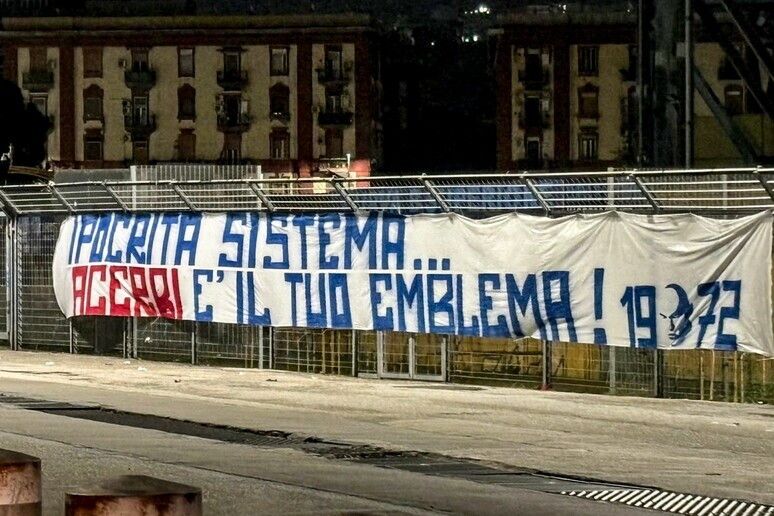 IPOCRITA SISTEMA...
ACERBI E' IL TUO EMBLEMA! 1972